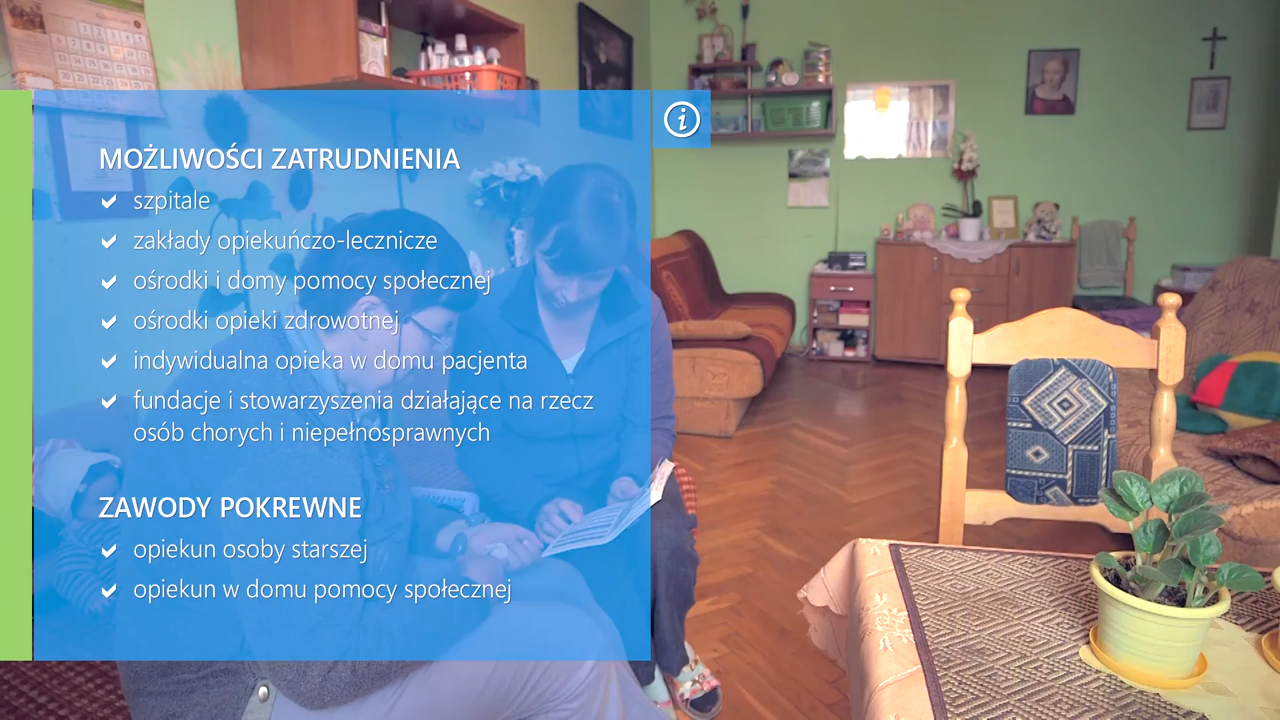 MOŻLIWOŚCI ZATRUDNIENIA
szpitale
zakłady opiekuńczo-lecznicze
ośrodki i domy pomocy społecznej
ośrodki opieki zdrowotnej
indywidualna opieka w domu pacjenta
fundacje i stowarzyszenia działające na rzecz
osób chorych i niepełnosprawnych
ZAWODY POKREWNE
opiekun osoby starszej
opiekun w domu pomocy społecznej